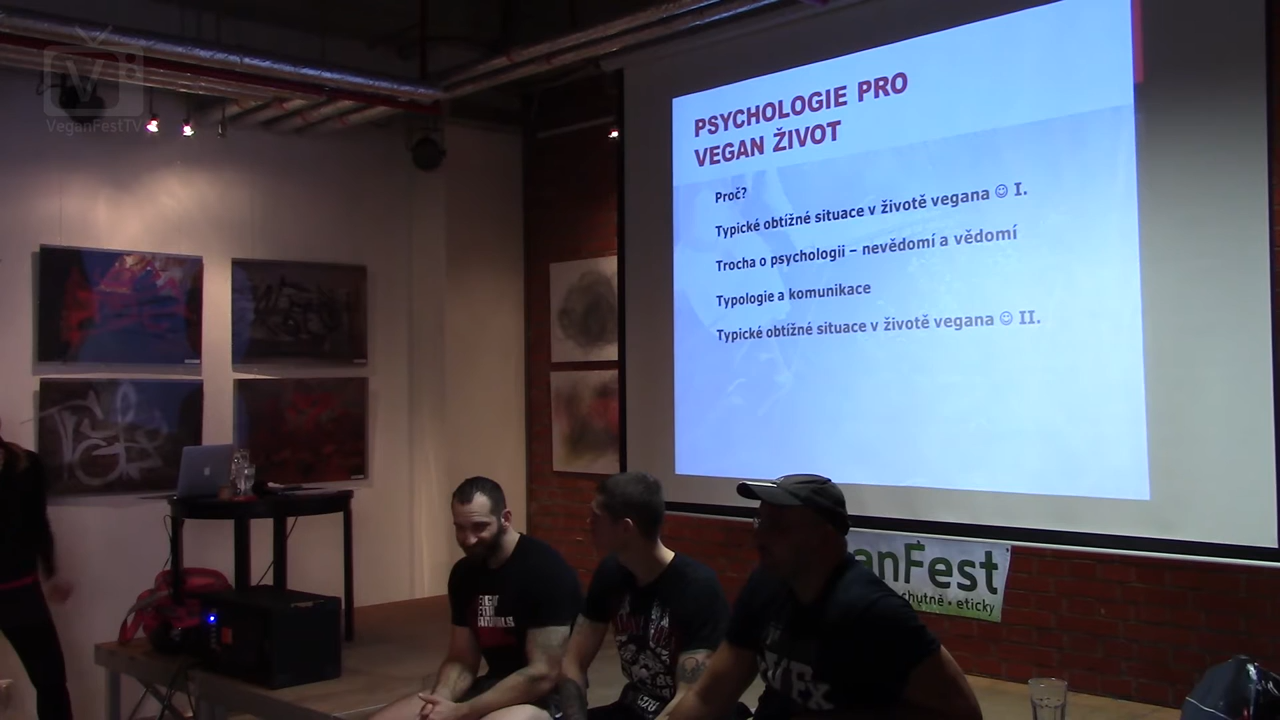 VeganFestTV
PSYCHOLOGIE PRO
VEGAN ŽIVOT
Proč?
Typické obtížné situace v životě vegana ☺ I.
Trocha o psychologii – nevědomí a vědomí
Typologie a komunikace
Typické obtížné situace v životě vegana ☺ II.
anFest
chutně • eticky
FOR